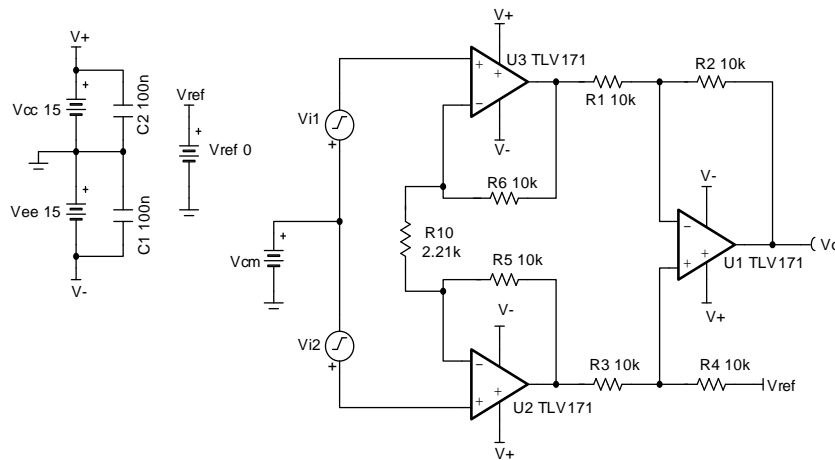 V+
Vcc 15
C2 100n
Vee 15
C1 100n
V-
Vref
Vref 0
Vi1
Vcm
Vi2
V+
U3 TLV171
V-
R6 10k
R10
2.21k
R5 10k
V-
U2 TLV171
V+
R1 10k
R2 10k
V-
U1 TLV171
V+
R3 10k
R4 10k
Vref